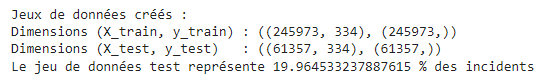 Jeux de données créés :
Dimensions (X_train, y_train) : ((245973, 334), (245973,))
Dimensions (X_test, y_test)   : ((61357, 334), (61357,))
Le jeu de données test représente 19.964533237887615 % des incidents